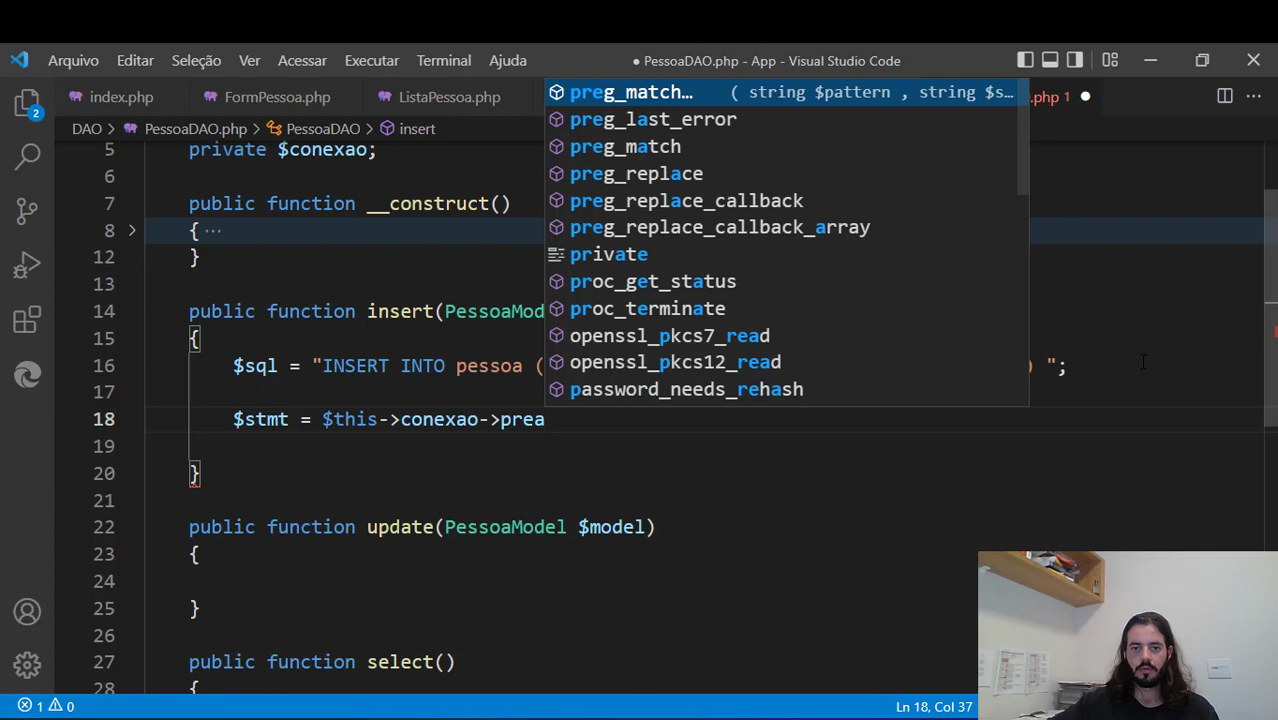 Arquivo Editar Seleção Ver Acessar Executar Terminal Ajuda ● PessoaDAO.php - App - Visual Studio Code
index.php FormPessoa.php ListaPessoa.php .php 1 ●
DAO > PessoaDAO.php > PessoaDAO > insert
preg_match… ( string $pattern , string $s…
preg_last_error
preg_match
preg_replace
preg_replace_callback
preg_replace_callback_array
private
proc_get_status
proc_terminate
openssl_pkcs7_read
openssl_pkcs12_read
password_needs_rehash
5 private $conexao;
6
7 public function __construct()
8 > { ···
12 }
13
14 public function insert(PessoaMod
15 {
16 $sql = "INSERT INTO pessoa ( ) ";
17
18 $stmt = $this->conexao->prea
19
20 }
21
22 public function update(PessoaModel $model)
23 {
24
25 }
26
27 public function select()
28 {
2
1 0 Ln 18, Col 37